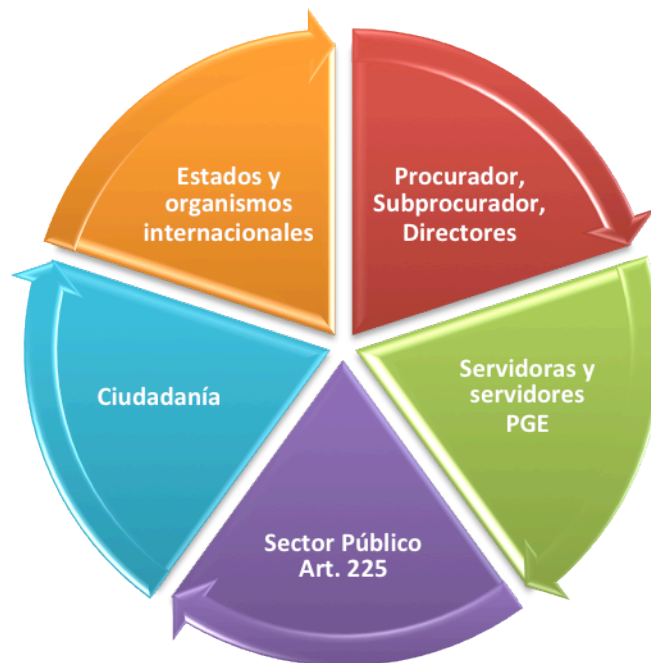 Estados y
organismos
internacionales
Procurador,
Subprocurador,
Directores
Servidoras y
servidores
PGE
Sector Público
Art. 225
Ciudadanía